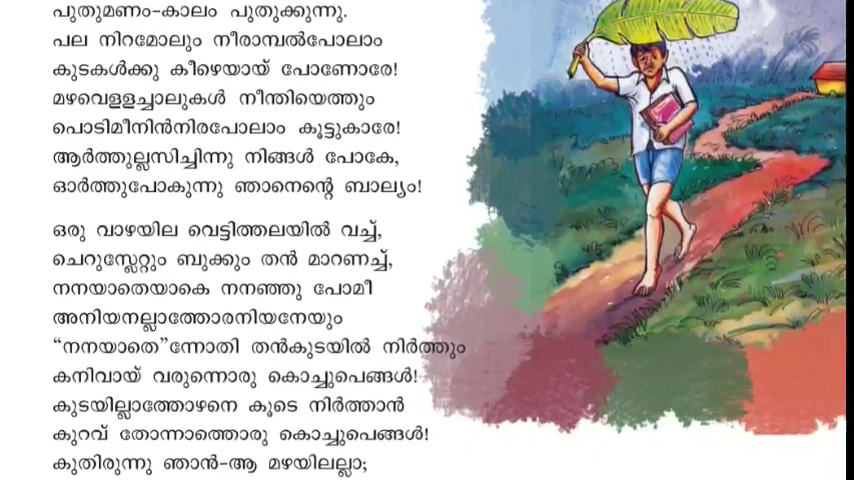 പുതുമണം-കാലം പുതുക്കുന്നു.
പല നിറമോലും നീരാമ്പൽപോലാം
കുടകൾക്കു കീഴെയായ് പോണോരേ!
മഴവെളളച്ചാലുകൾ നീന്തിയെത്തും
പൊടിമീനിൻനിരപോലാം കൂട്ടുകാരേ!
ആർത്തുല്ലസിച്ചിന്നു നിങ്ങൾ പോകേ,
ഓർത്തുപോകുന്നു ഞാനെന്റെ ബാല്യം!
ഒരു വാഴയില വെട്ടിത്തലയിൽ വച്ച്,
ചെറുസ്ലേറ്റും ബുക്കും തൻ മാറണച്ച്,
നനയാതെയാകെ നനഞ്ഞു പോമീ
അനിയനല്ലാത്തോരനിയനേയും
“നനയാതെ”ന്നോതി തൻകുടയിൽ നിർത്തും
കനിവായ് വരുന്നൊരു കൊച്ചുപെങ്ങൾ!
കുടയില്ലാത്തോഴനെ കൂടെ നിർത്താൻ
കുറവ് തോന്നാത്തൊരു കൊച്ചുപെങ്ങൾ!
കുതിരുന്നു ഞാൻ-ആ മഴയിലല്ലാ;